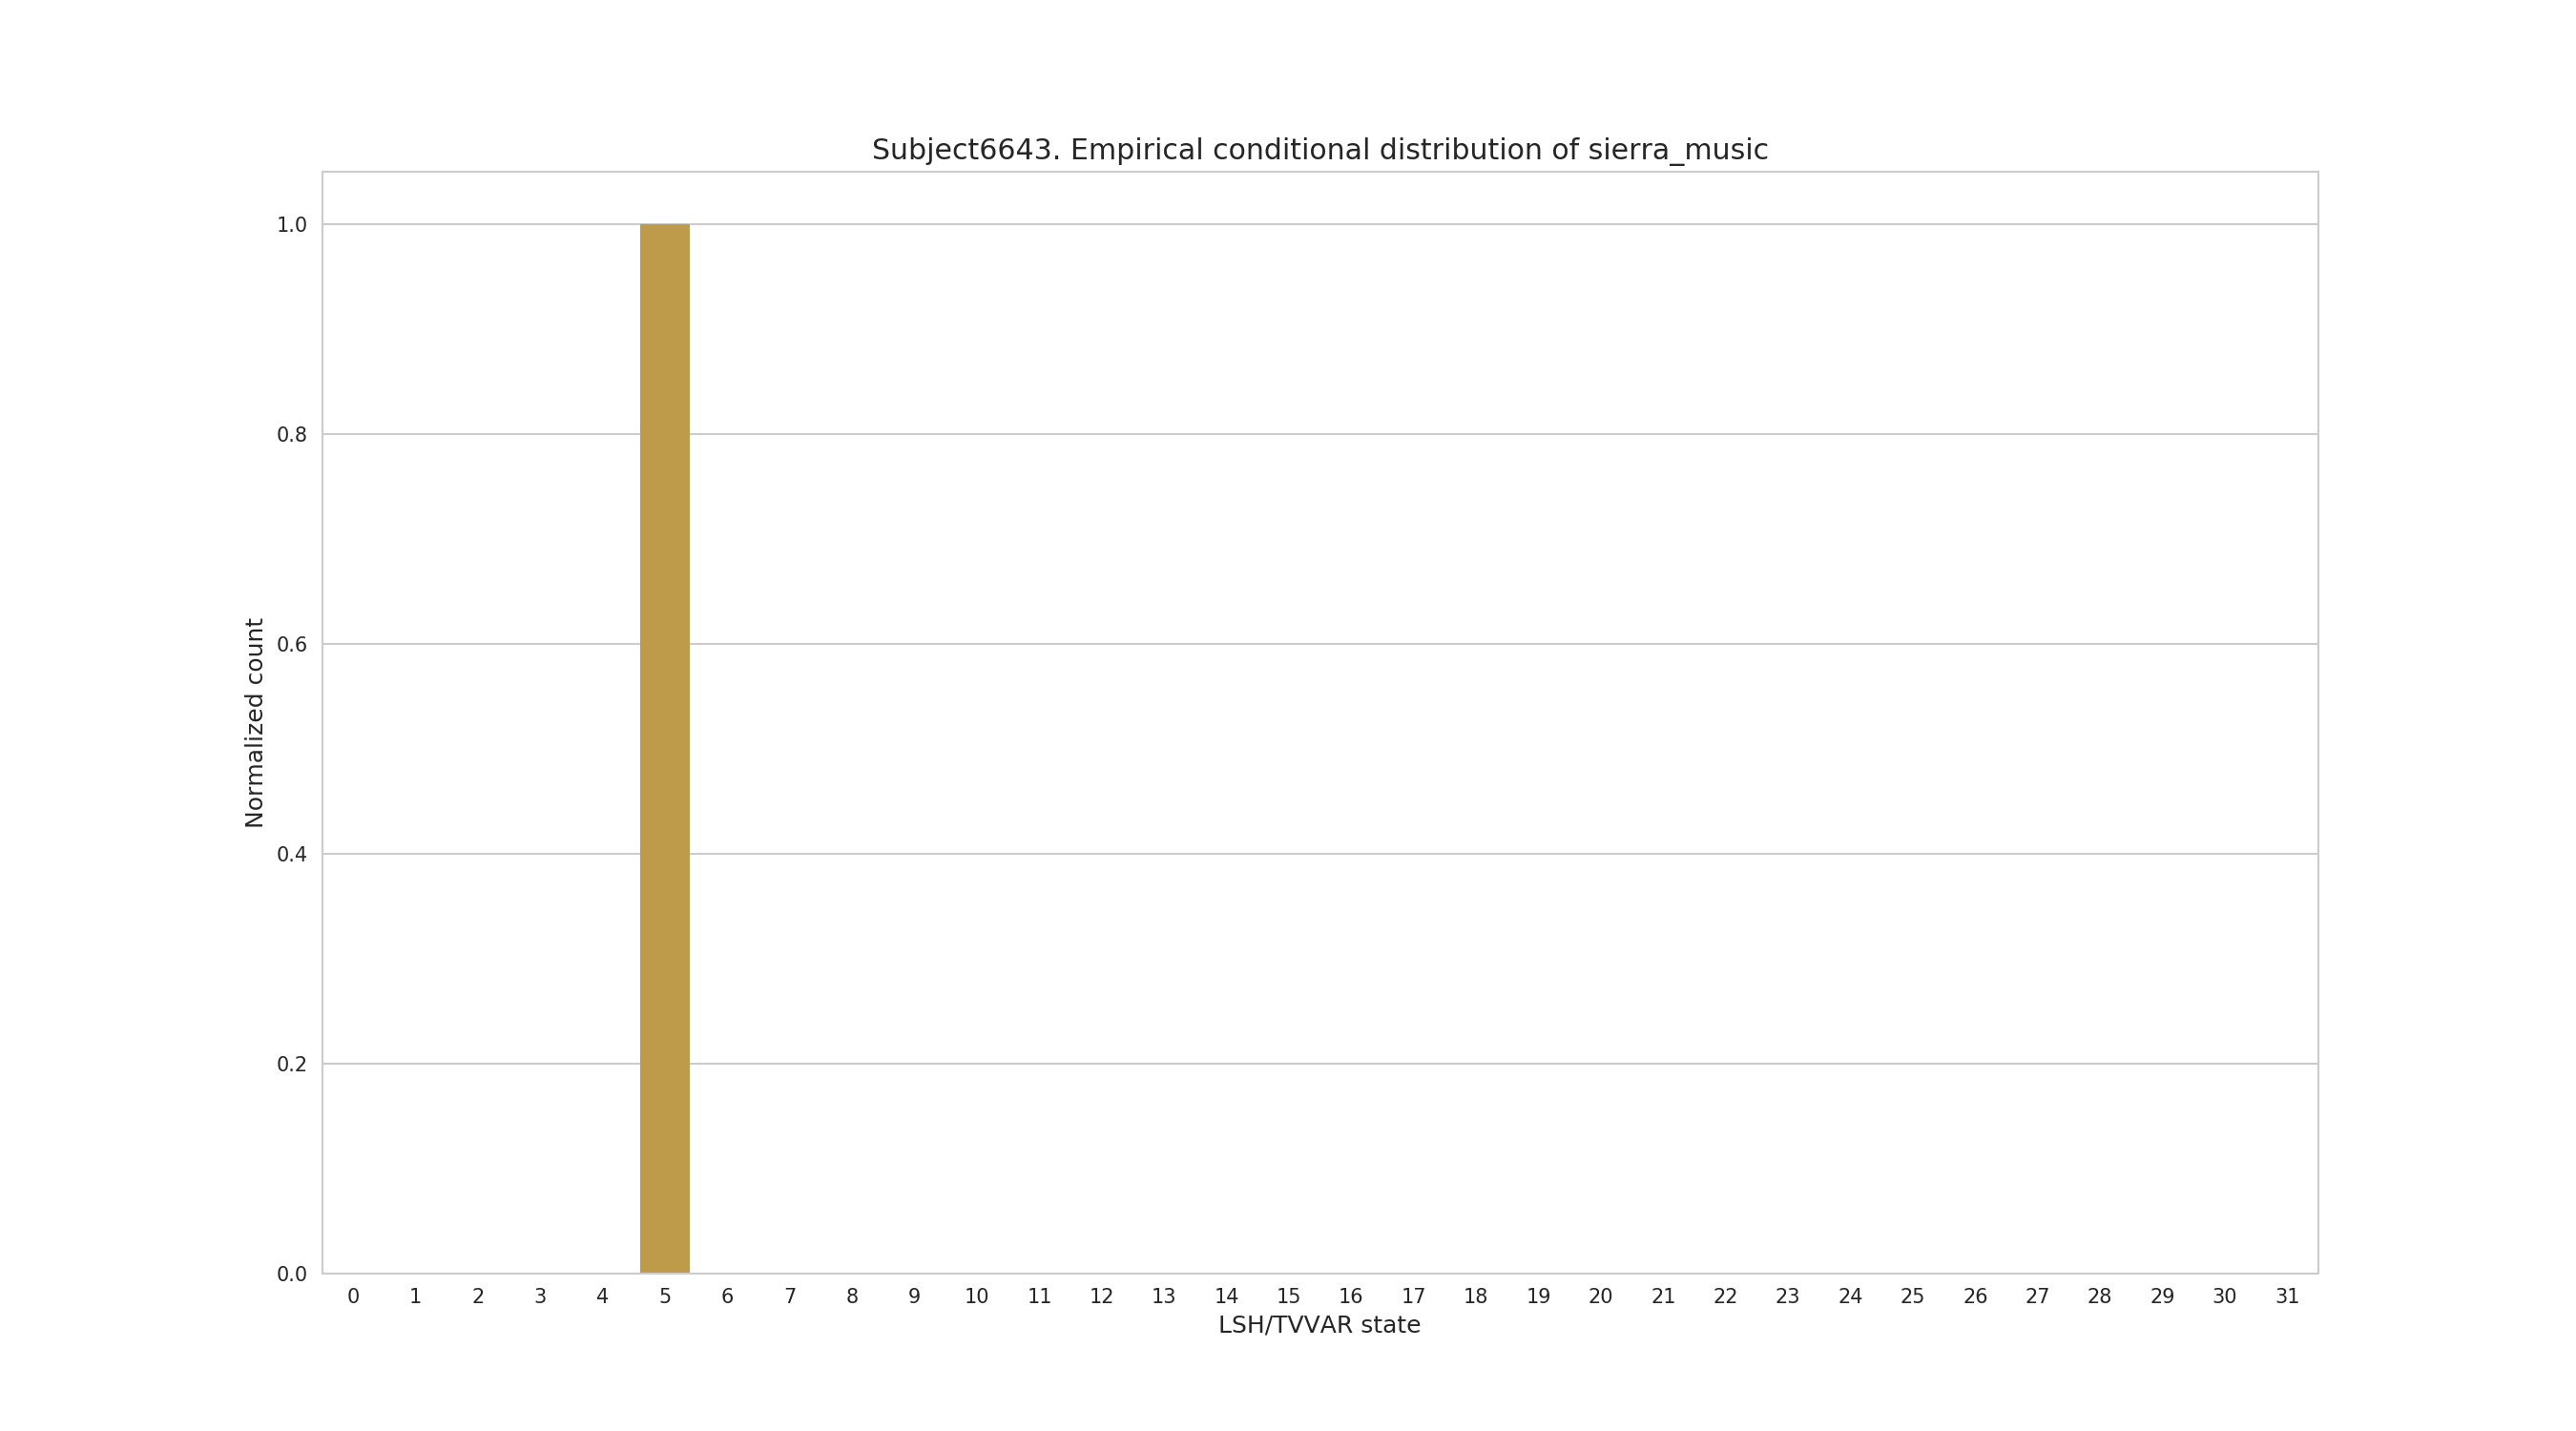 Subject6643. Empirical conditional distribution of sierra_music
1.0
0.8
0.6
0.4
0.2
0.0
Normalized count
0 1 2 3 4 5 6 7 8 9 10 11 12 13 14 15 16 17 18 19 20 21 22 23 24 25 26 27 28 29 30 31
LSH/TVVAR state